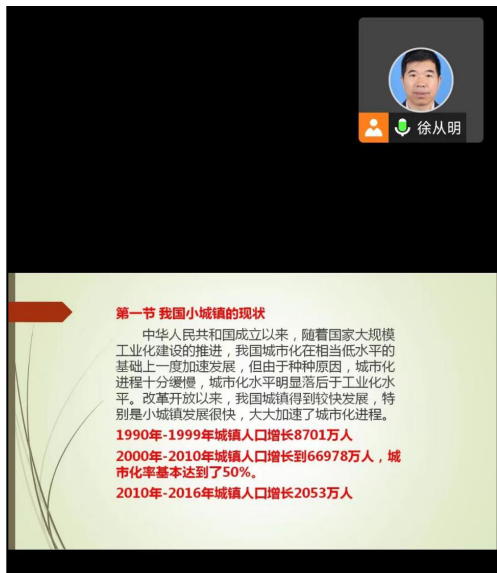 徐从明
第一节 我国小城镇的现状
中华人民共和国成立以来，随着国家大规模
工业化建设的推进，我国城市化在相当低水平的
基础上一度加速发展，但由于种种原因，城市化
进程十分缓慢，城市化水平明显落后于工业化水
平。改革开放以来，我国城镇得到较快发展，特
别是小城镇发展很快，大大加速了城市化进程。
1990年-1999年城镇人口增长8701万人
2000年-2010年城镇人口增长到66978万人，城
市化率基本达到了50%。
2010年-2016年城镇人口增长2053万人